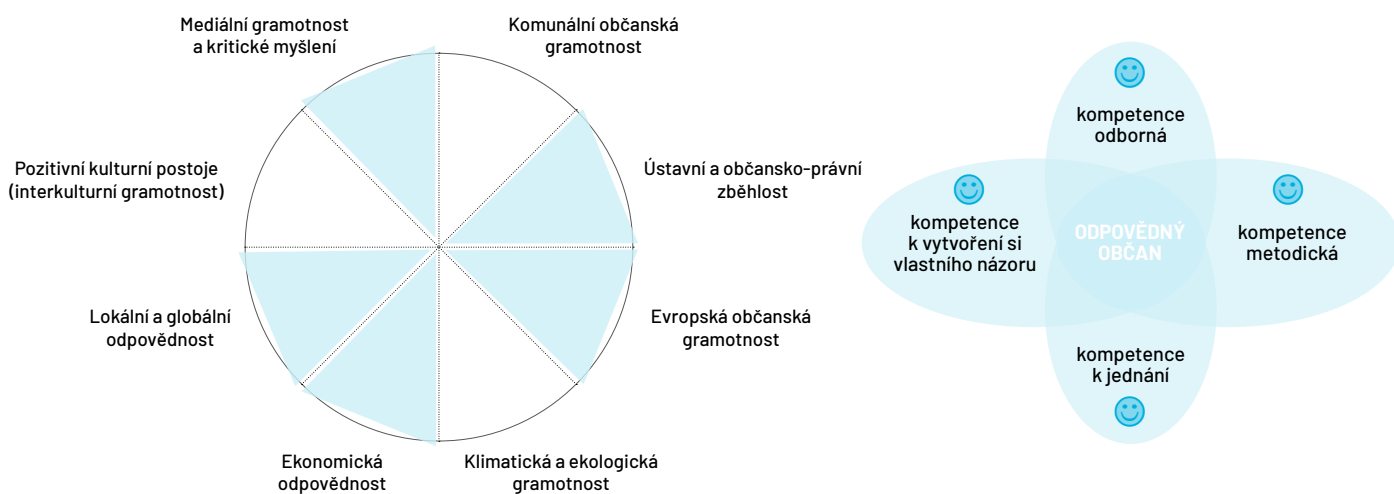 Mediální gramotnost
a kritické myšlení
Komunální občanská
gramotnost
Pozitivní kulturní postoje
(interkulturní gramotnost)
Ústavní a občansko-právní
zběhlost
Lokální a globální
odpovědnost
Evropská občanská
gramotnost
Ekonomická
odpovědnost
Klimatická a ekologická
gramotnost
kompetence
odborná
kompetence
k vytvoření si
vlastního názoru
ODPOVĚDNÝ
OBČAN
kompetence
metodická
kompetence
k jednání